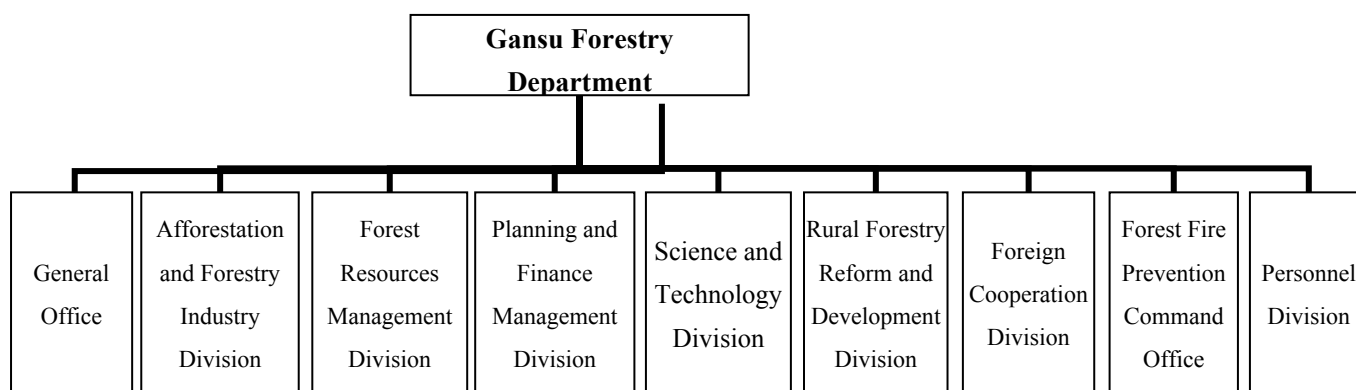 Gansu Forestry
Department
General
Office
Afforestation
and Forestry
Industry
Division
Forest
Resources
Management
Division
Planning and
Finance
Management
Division
Science and
Technology
Division
Rural Forestry
Reform and
Development
Division
Foreign
Cooperation
Division
Forest Fire
Prevention
Command
Office
Personnel
Division